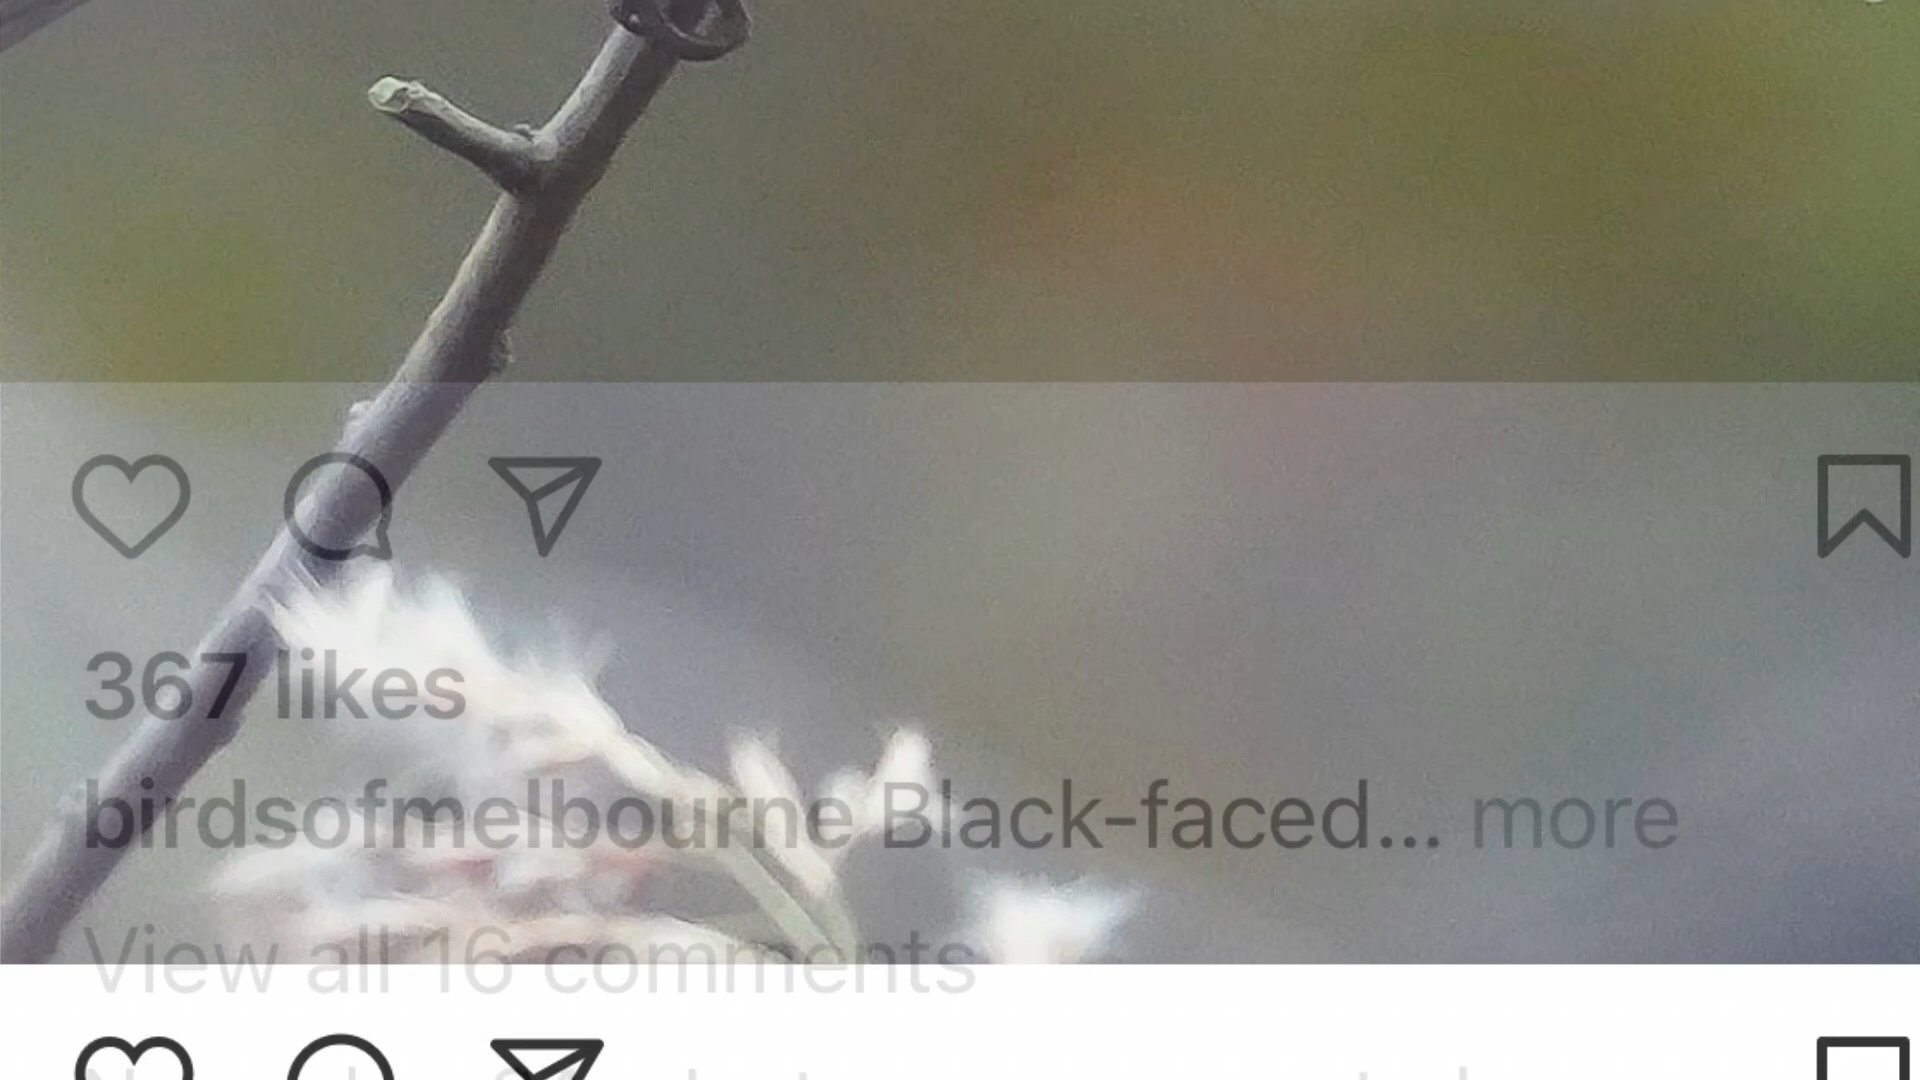 367 likes
birdsofmelbourne Black-faced... more
View all 16 comments